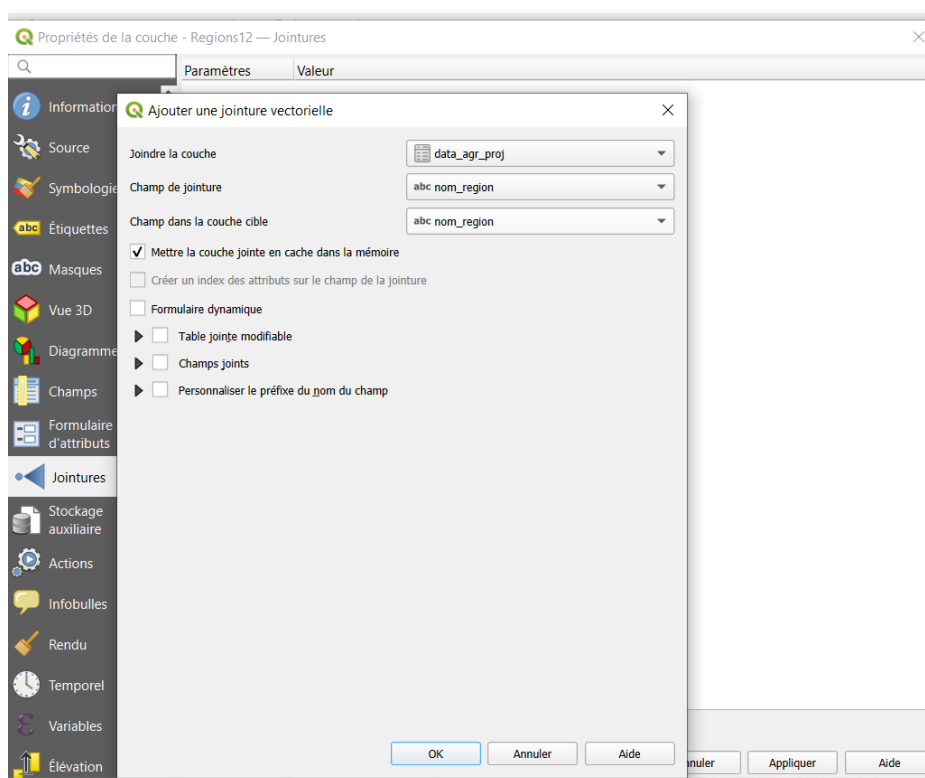 Propriétés de la couche - Regions12 — Jointures
Paramètres Valeur
Information
Source
Symbologie
Étiquettes
Masques
Vue 3D
Diagramme
Champs
Formulaire
d'attributs
Jointures
Stockage
auxiliaire
Actions
Infobulles
Rendu
Temporel
Variables
Élévation
Ajouter une jointure vectorielle
Joindre la couche data_agr_proj
Champ de jointure abc nom_region
Champ dans la couche cible abc nom_region
Mettre la couche jointe en cache dans la mémoire
Créer un index des attributs sur le champ de la jointure
Formulaire dynamique
Table jointe modifiable
Champs joints
Personnaliser le préfixe du nom du champ
OK Annuler Aide
nnuler Appliquer Aide